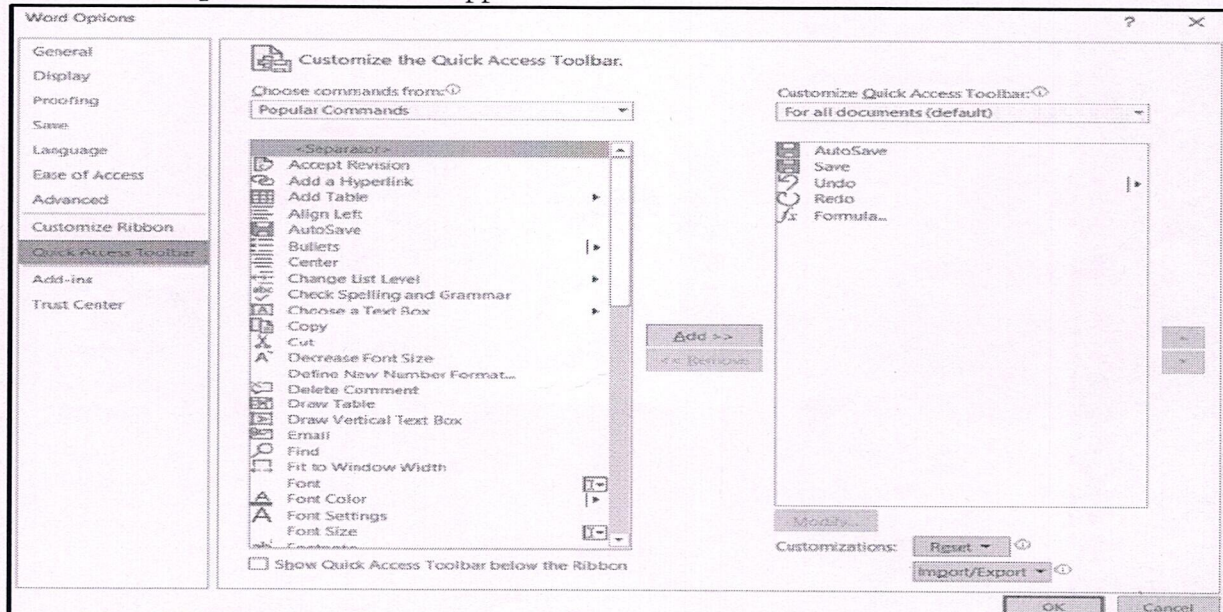 Word Options
?
×
General
Display
Proofing
Save
Language
Ease of Access
Advanced
Customize Ribbon
Quick Access Toolbar
Add-ins
Trust Center
Customize the Quick Access Toolbar.
Choose commands from:
Popular Commands
<Separator>
Accept Revision
Add a Hyperlink
Add Table
Align Left
AutoSave
Bullets
Center
Change List Level
Check Spelling and Grammar
Choose a Text Box
Copy
Cut
Decrease Font Size
Define New Number Format...
Delete Comment
Draw Table
Draw Vertical Text Box
Email
Find
Fit to Window Width
Font
Font Color
Font Settings
Font Size
Show Quick Access Toolbar below the Ribbon
Add >>
<< Remove
Customize Quick Access Toolbar:
For all documents (default)
AutoSave
Save
Undo
Redo
Formula...
Modify...
Customizations:
Reset
Import/Export
OK
Cancel